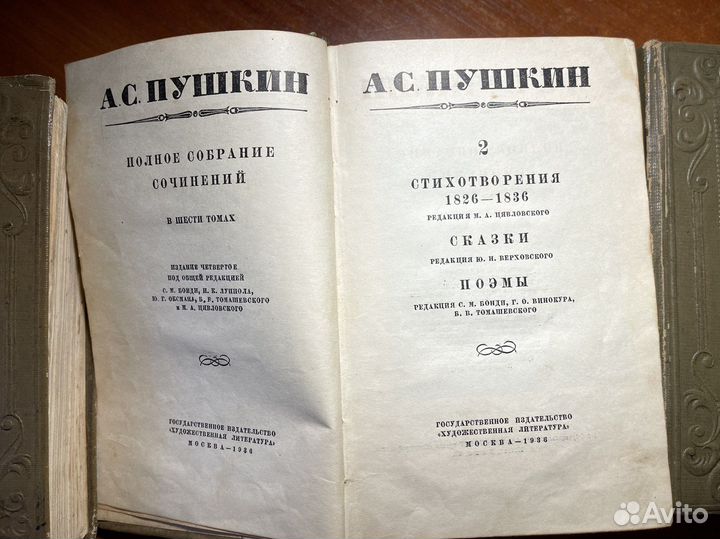 А.С. ПУШКИН
ПОЛНОЕ СОБРАНИЕ
СОЧИНЕНИЙ
В ШЕСТИ ТОМАХ
ИЗДАНИЕ ЧЕТВЕРТОЕ
ПОД ОБЩЕЙ РЕДАКЦИЕЙ
С. М. БОНДИ, И. К. ЛУППОЛА,
Ю. Г. ОКСМАНА, Б. В. ТОМАШЕВСКОГО
и М. А. ЦЯВЛОВСКОГО
ГОСУДАРСТВЕННОЕ ИЗДАТЕЛЬСТВО
«ХУДОЖЕСТВЕННАЯ ЛИТЕРАТУРА»
МОСКВА—1936
А.С. ПУШКИН
2
СТИХОТВОРЕНИЯ
1826—1836
РЕДАКЦИЯ М. А. ЦЯВЛОВСКОГО
СКАЗКИ
РЕДАКЦИЯ Ю. Н. ВЕРХОВСКОГО
ПОЭМЫ
РЕДАКЦИЯ С. М. БОНДИ, Г. О. ВИНОКУРА,
Б. В. ТОМАШЕВСКОГО
ГОСУДАРСТВЕННОЕ ИЗДАТЕЛЬСТВО
«ХУДОЖЕСТВЕННАЯ ЛИТЕРАТУРА»
МОСКВА—1936
Avito